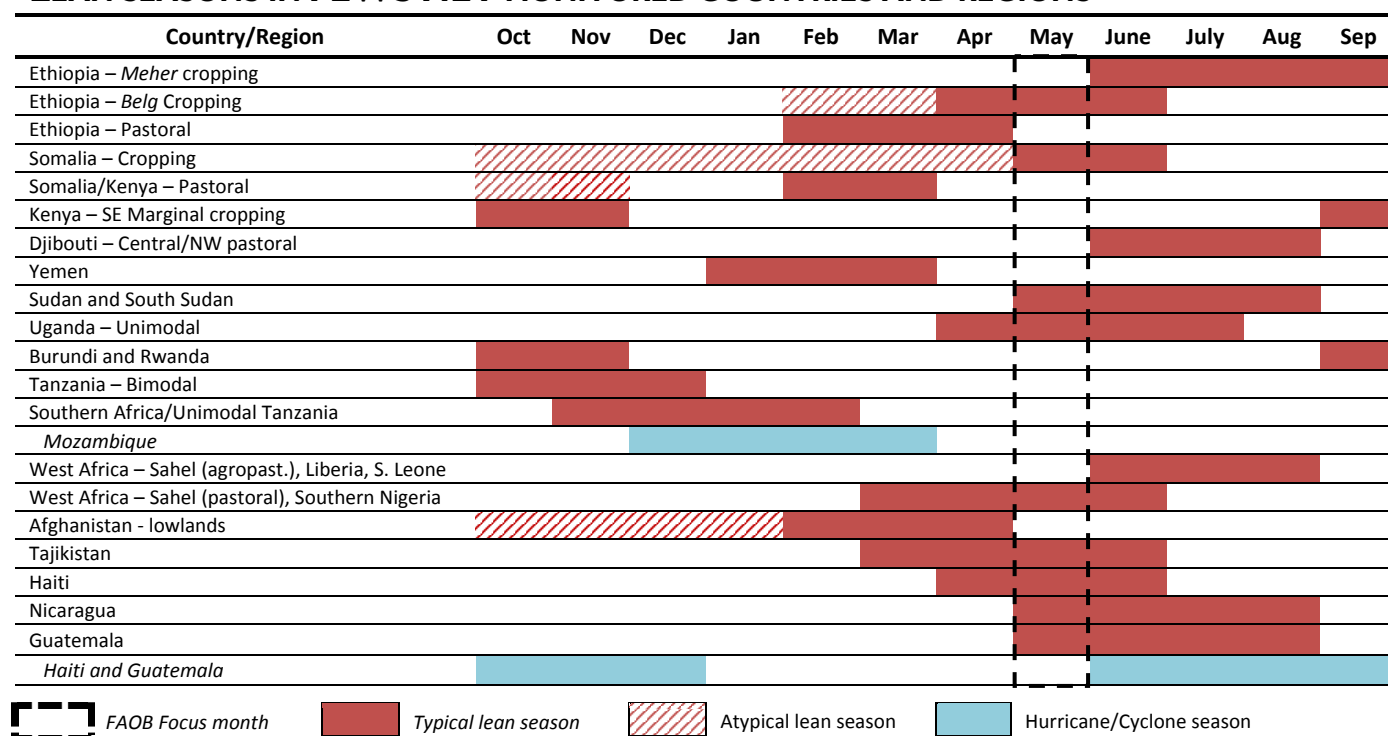 Country/Region Oct Nov Dec Jan Feb Mar Apr May June July Aug Sep
Ethiopia – Meher cropping
Ethiopia – Belg Cropping
Ethiopia – Pastoral
Somalia – Cropping
Somalia/Kenya – Pastoral
Kenya – SE Marginal cropping
Djibouti – Central/NW pastoral
Yemen
Sudan and South Sudan
Uganda – Unimodal
Burundi and Rwanda
Tanzania – Bimodal
Southern Africa/Unimodal Tanzania
Mozambique
West Africa – Sahel (agropast.), Liberia, S. Leone
West Africa – Sahel (pastoral), Southern Nigeria
Afghanistan - lowlands
Tajikistan
Haiti
Nicaragua
Guatemala
Haiti and Guatemala
FAOB Focus month Typical lean season Atypical lean season Hurricane/Cyclone season